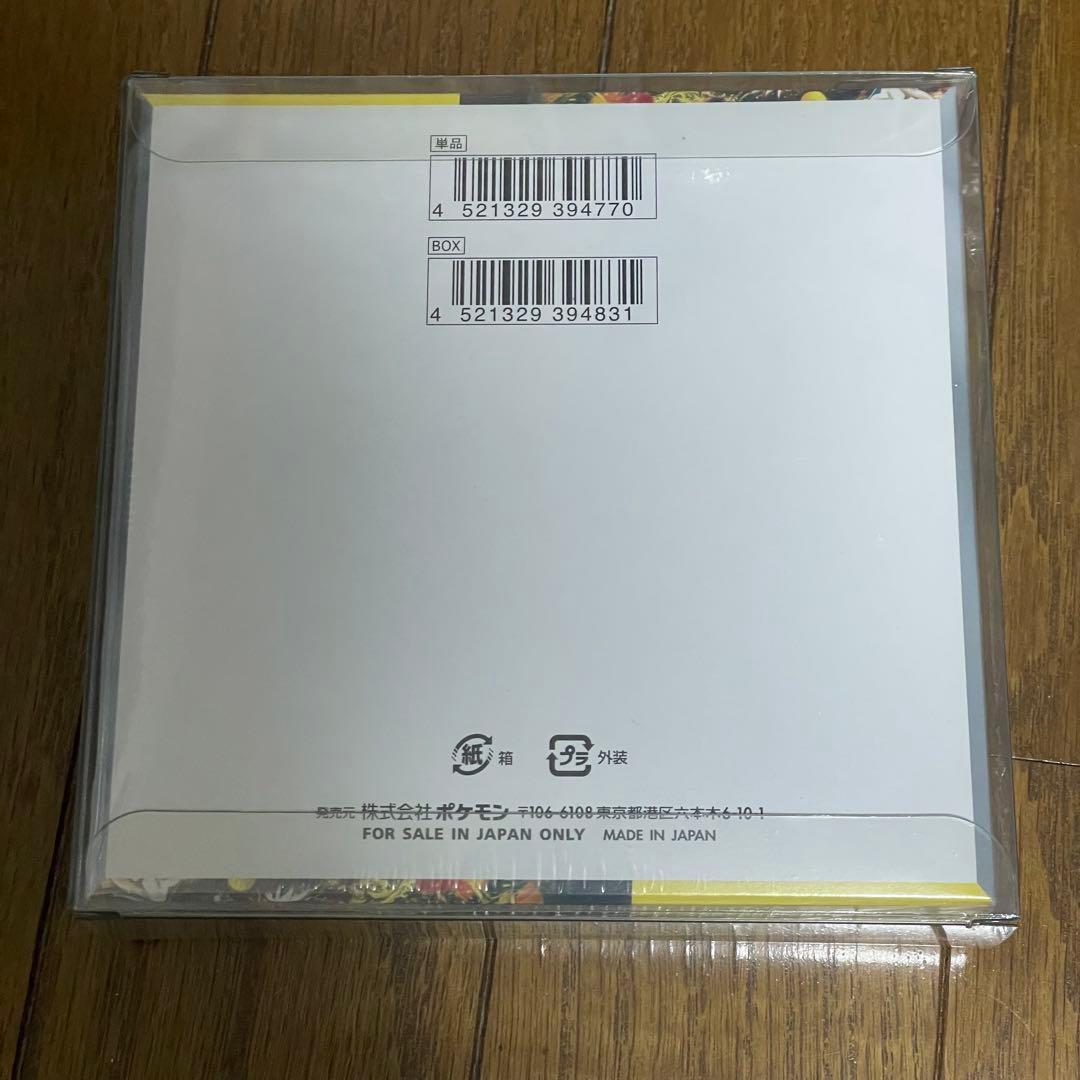 単品
4 521329 394770
BOX
4 521329 394831
紙 箱 プラ 外装
発売元 株式会社ポケモン 〒106-6108 東京都港区六本木6-10-1
FOR SALE IN JAPAN ONLY MADE IN JAPAN